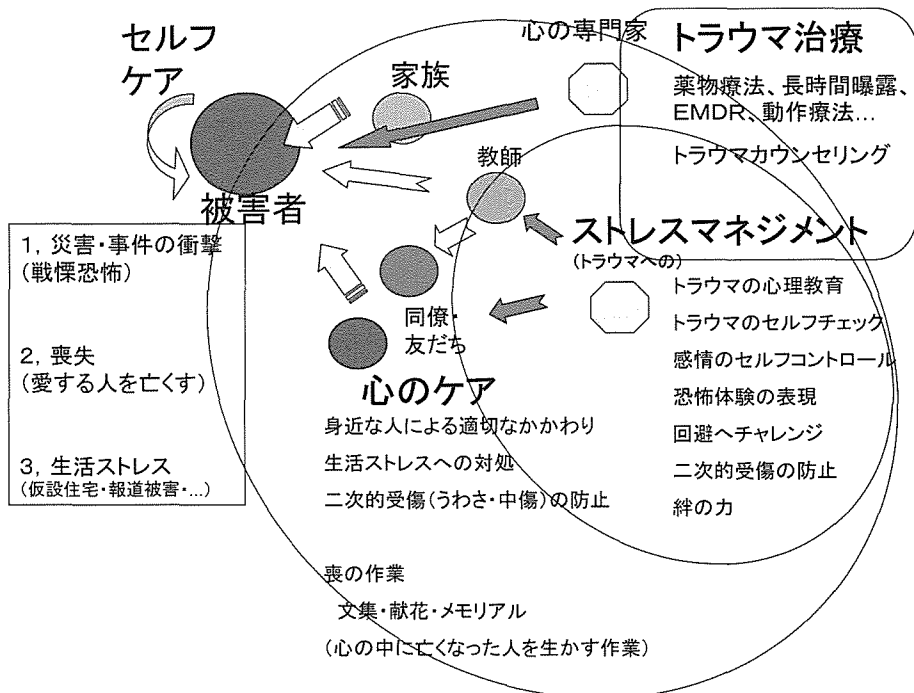 セルフ
ケア
家族
心の専門家
トラウマ治療
薬物療法、長時間曝露、
EMDR、動作療法…
トラウマカウンセリング
教師
被害者
1, 災害・事件の衝撃
(戦慄恐怖)
2, 喪失
(愛する人を亡くす)
3, 生活ストレス
(仮設住宅・報道被害・…)
ストレスマネジメント
(トラウマへの)
トラウマの心理教育
トラウマのセルフチェック
感情のセルフコントロール
恐怖体験の表現
回避へチャレンジ
二次的受傷の防止
絆の力
同僚・
友だち
心のケア
身近な人による適切なかかわり
生活ストレスへの対処
二次的受傷(うわさ・中傷)の防止
喪の作業
文集・献花・メモリアル
(心の中に亡くなった人を生かす作業)